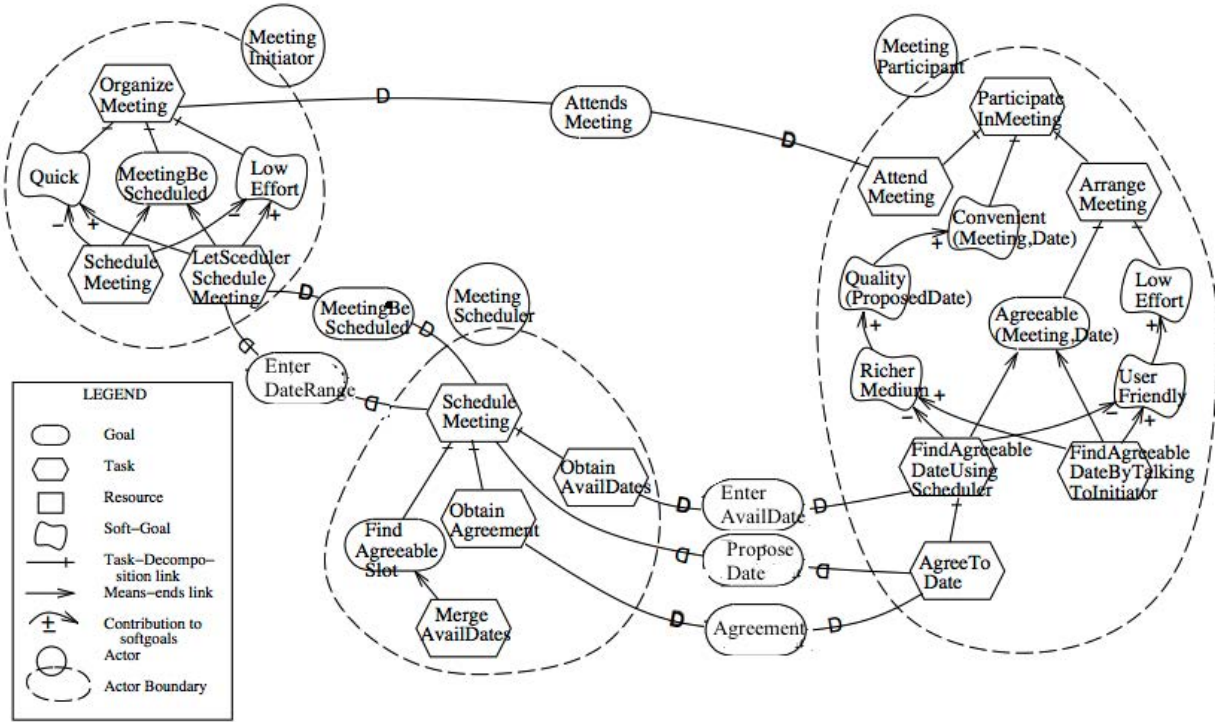 Meeting
Initiator
Organize
Meeting
Quick
MeetingBe
Scheduled
Low
Effort
−
+
−
+
Schedule
Meeting
LetSceduler
Schedule
Meeting
D
Attends
Meeting
D
Meeting
Participant
Participate
InMeeting
Attend
Meeting
Arrange
Meeting
Convenient
(Meeting,Date)
+
Quality
(ProposedDate)
+
Agreeable
(Meeting,Date)
Low
Effort
+
Richer
Medium
User
Friendly
−
+
−
+
FindAgreeable
DateUsing
Scheduler
FindAgreeable
DateByTalking
ToInitiator
AgreeTo
Date
D
MeetingBe
Scheduled
D
D
Enter
DateRange
D
Meeting
Scheduler
Schedule
Meeting
Obtain
AvailDates
Obtain
Agreement
Find
Agreeable
Slot
Merge
AvailDates
D
Enter
AvailDate
D
D
Propose
Date
D
D
Agreement
D
LEGEND
Goal
Task
Resource
Soft−Goal
Task−Decompo−
sition link
Means−ends link
±
Contribution to
softgoals
Actor
Actor Boundary